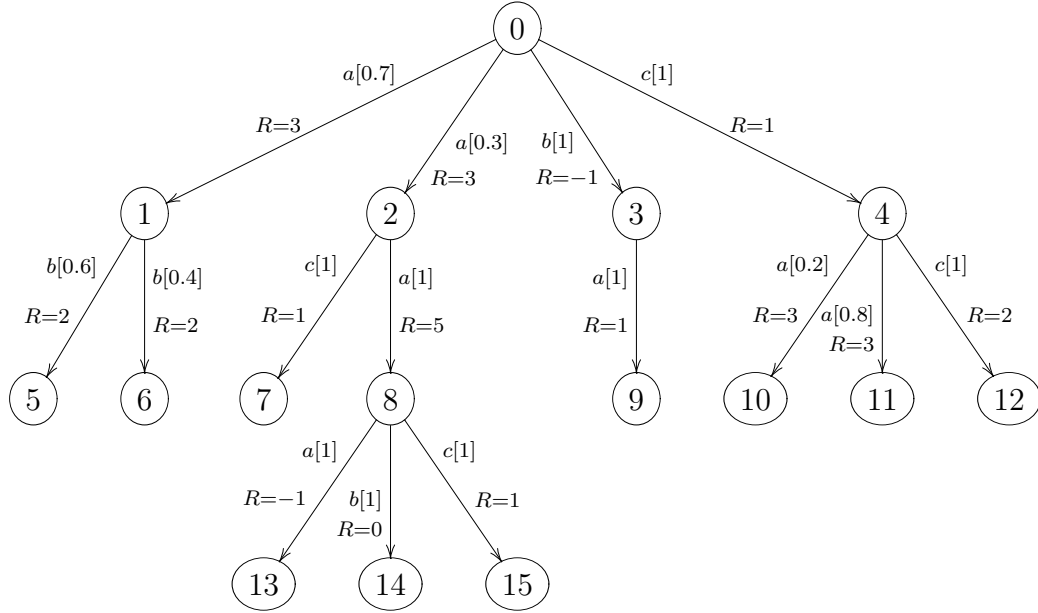 0
a[0.7]
c[1]
R=3
R=1
a[0.3]
b[1]
R=3
R=−1
1
2
3
4
b[0.6]
b[0.4]
c[1]
a[1]
a[1]
a[0.2]
c[1]
R=2
R=2
R=1
R=5
R=1
R=3
a[0.8]
R=3
R=2
5
6
7
8
9
10
11
12
a[1]
c[1]
R=−1
b[1]
R=0
R=1
13
14
15